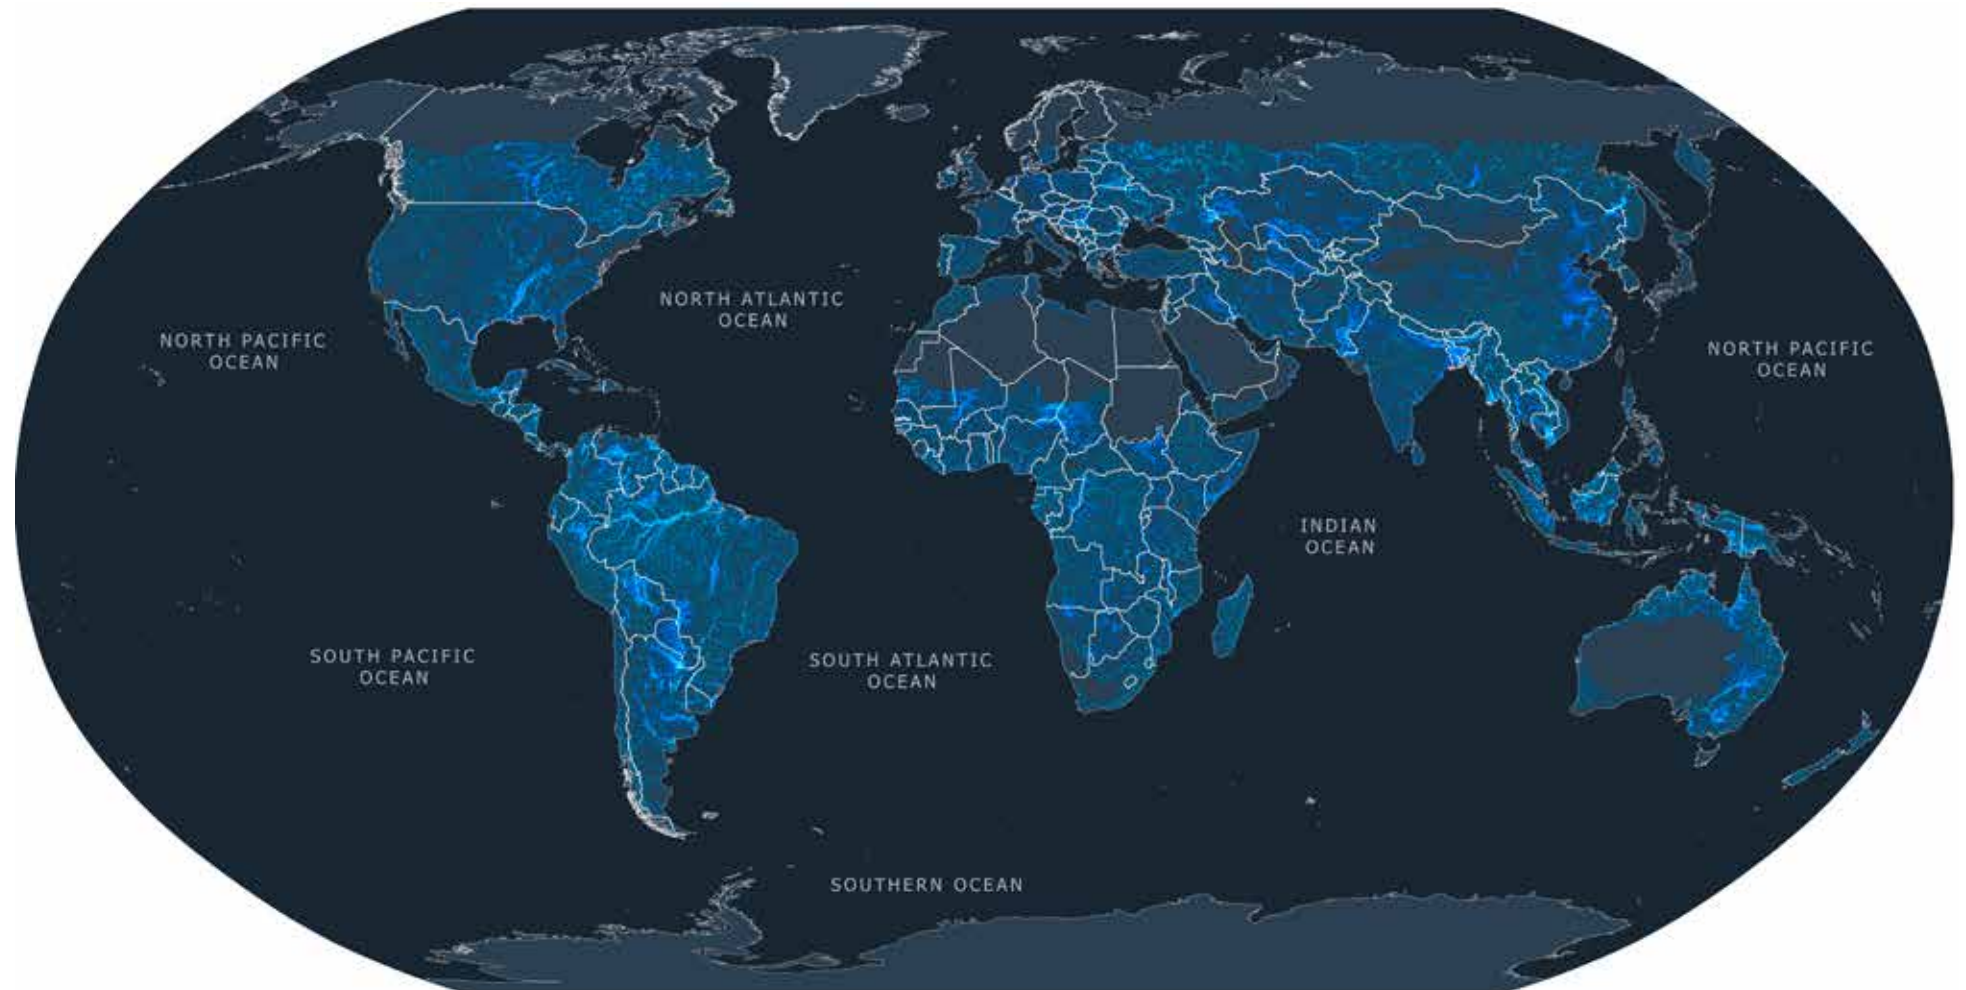 NORTH ATLANTIC
OCEAN
NORTH PACIFIC
OCEAN
NORTH PACIFIC
OCEAN
INDIAN
OCEAN
SOUTH PACIFIC
OCEAN
SOUTH ATLANTIC
OCEAN
SOUTHERN OCEAN